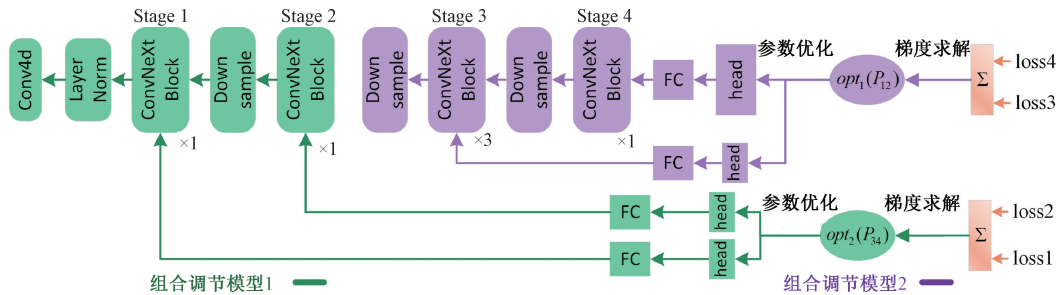 Stage 1
Stage 2
Stage 3
Stage 4
Conv4d
Layer
Norm
ConvNeXt
Block
×1
Down
sample
ConvNeXt
Block
×1
Down
sample
ConvNeXt
Block
×3
Down
sample
ConvNeXt
Block
×1
FC
head
参数优化
opt₁(P₁₂)
梯度求解
Σ
loss4
loss3
FC
head
FC
head
参数优化
opt₂(P₃₄)
梯度求解
Σ
loss2
loss1
FC
head
组合调节模型1
组合调节模型2